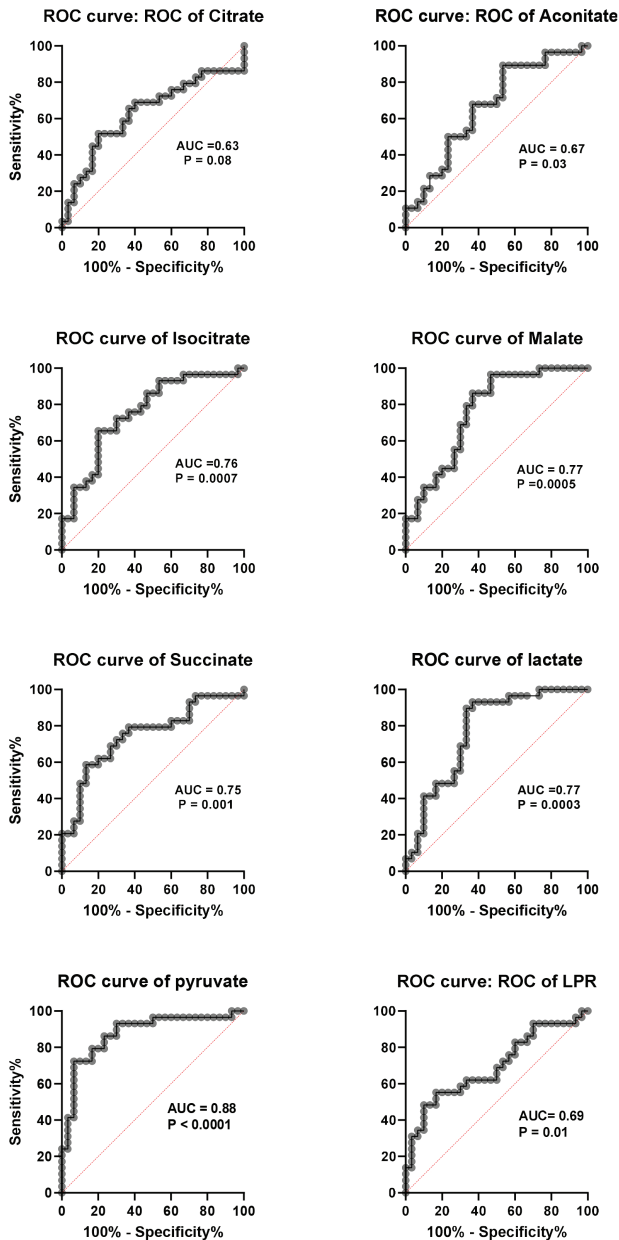 ROC curve: ROC of Citrate
100
80
60
40
20
0
Sensitivity%
AUC =0.63
P = 0.08
0 20 40 60 80 100
100% - Specificity%
ROC curve: ROC of Aconitate
100
80
60
40
20
0
AUC = 0.67
P = 0.03
0 20 40 60 80 100
100% - Specificity%
ROC curve of Isocitrate
100
80
60
40
20
0
Sensitivity%
AUC =0.76
P = 0.0007
0 20 40 60 80 100
100% - Specificity%
ROC curve of Malate
100
80
60
40
20
0
AUC = 0.77
P =0.0005
0 20 40 60 80 100
100% - Specificity%
ROC curve of Succinate
100
80
60
40
20
0
Sensitivity%
AUC = 0.75
P = 0.001
0 20 40 60 80 100
100% - Specificity%
ROC curve of lactate
100
80
60
40
20
0
AUC =0.77
P = 0.0003
0 20 40 60 80 100
100% - Specificity%
ROC curve of pyruvate
100
80
60
40
20
0
Sensitivity%
AUC = 0.88
P < 0.0001
0 20 40 60 80 100
100% - Specificity%
ROC curve: ROC of LPR
100
80
60
40
20
0
AUC= 0.69
P = 0.01
0 20 40 60 80 100
100% - Specificity%